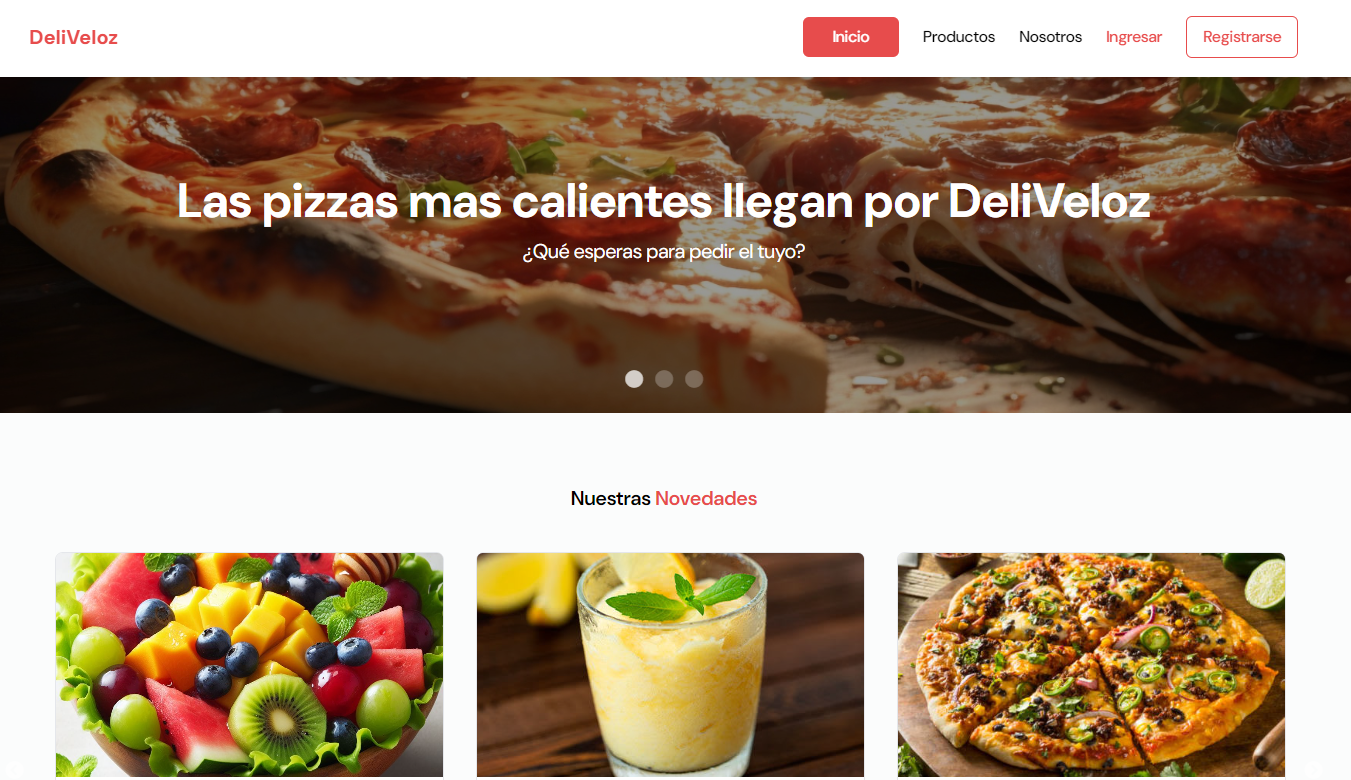 DeliVeloz
Inicio
Productos
Nosotros
Ingresar
Registrarse
Las pizzas mas calientes llegan por DeliVeloz
¿Qué esperas para pedir el tuyo?
Nuestras Novedades